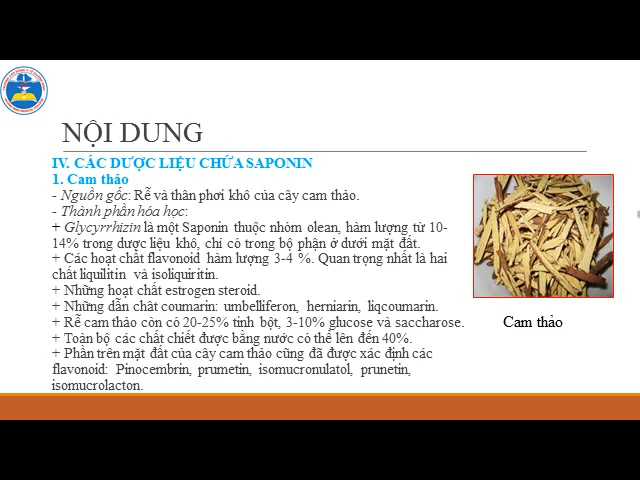 NỘI DUNG
IV. CÁC DƯỢC LIỆU CHỨA SAPONIN
1. Cam thảo
- Nguồn gốc: Rễ và thân phơi khô của cây cam thảo.
- Thành phần hóa học:
+ Glycyrrhizin là một Saponin thuộc nhóm olean, hàm lượng từ 10-
14% trong dược liệu khô, chỉ có trong bộ phận ở dưới mặt đất.
+ Các hoạt chất flavonoid hàm lượng 3-4 %. Quan trọng nhất là hai
chất liquilitin và isoliquiritin.
+ Những hoạt chất estrogen steroid.
+ Những dẫn chât coumarin: umbelliferon, herniarin, liqcoumarin.
+ Rễ cam thảo còn có 20-25% tinh bột, 3-10% glucose và saccharose.
+ Toàn bộ các chất chiết được bằng nước có thể lên đến 40%.
+ Phần trên mặt đất của cây cam thảo cũng đã được xác định các
flavonoid: Pinocembrin, prumetin, isomucronulatol, prunetin,
isomucrolacton.
Cam thảo